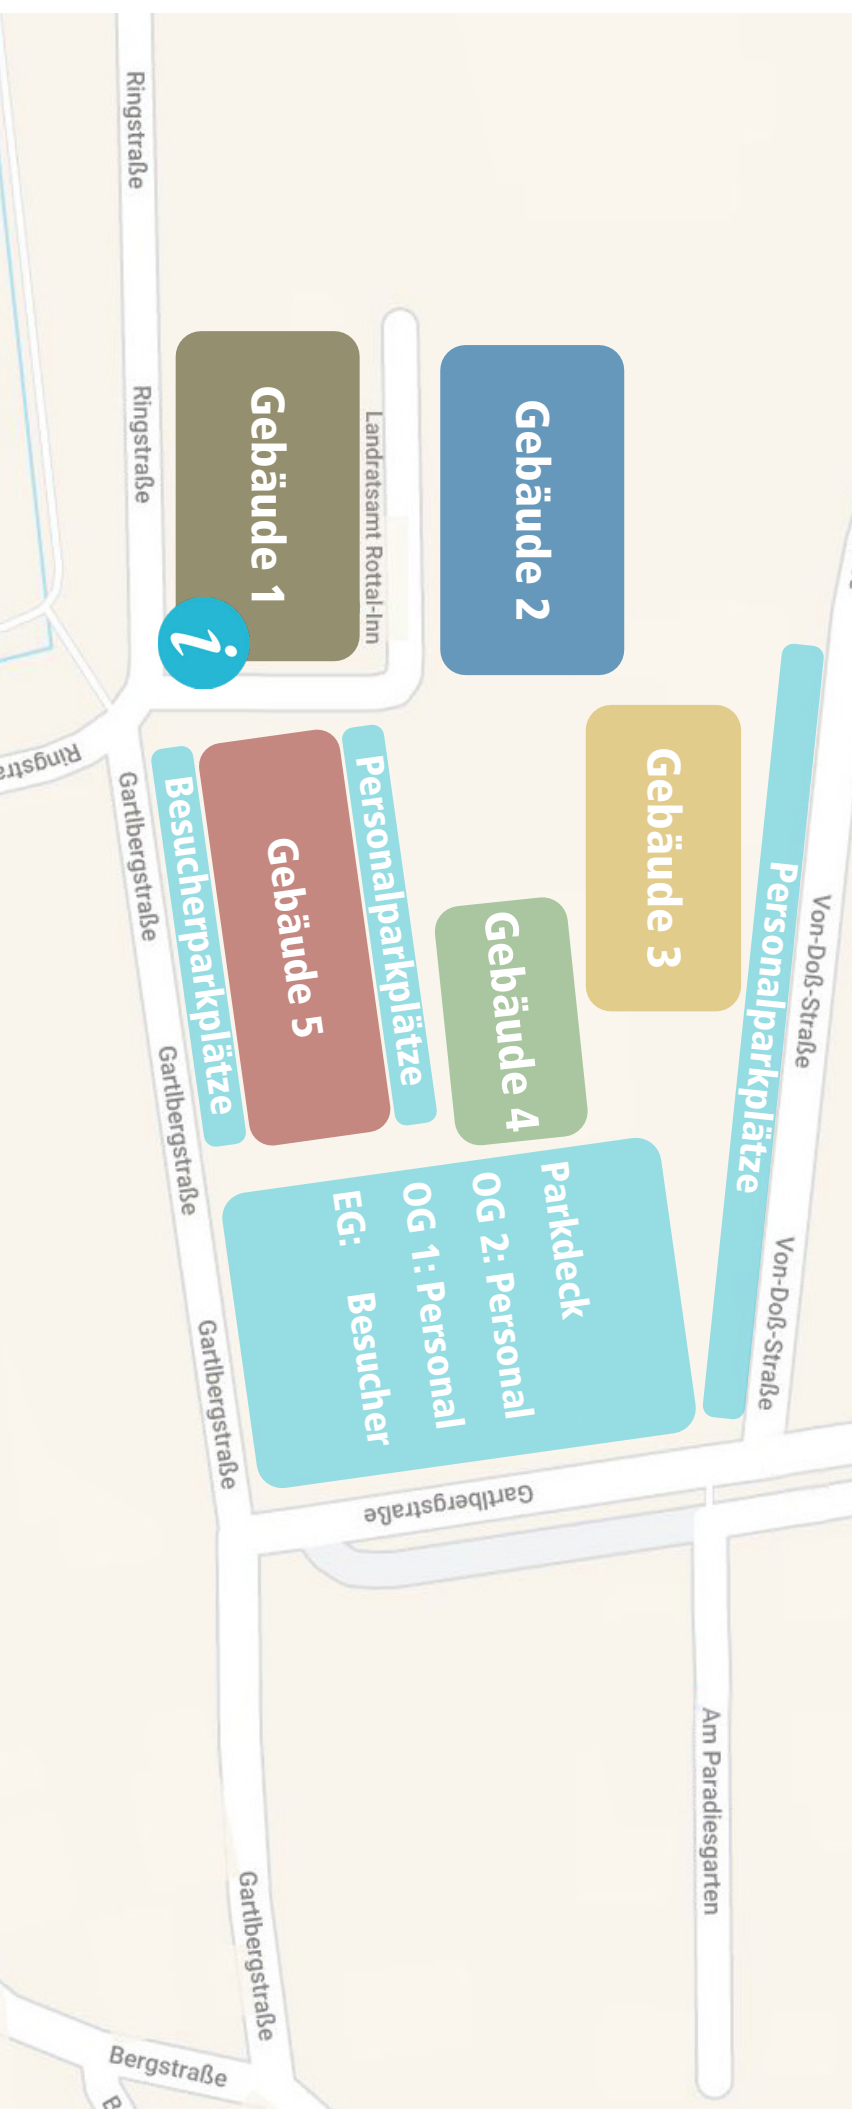 Ringstraße
Ringstraße
Gebäude 1
Landratsamt Rottal-Inn
Gebäude 2
i
Ringstra
Gartlbergstraße
Besucherparkplätze
Gebäude 5
Personalparkplätze
Gebäude 3
Gebäude 4
Personalparkplätze
Von-Doß-Straße
Gartlbergstraße
Parkdeck
OG 2: Personal
OG 1: Personal
EG: Besucher
Von-Doß-Straße
Gartlbergstraße
Gartlbergstraße
Am Paradiesgarten
Gartlbergstraße
Bergstraße
B